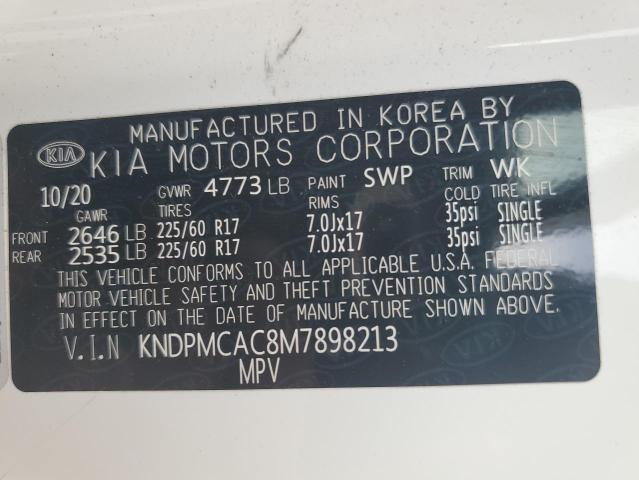 MANUFACTURED IN KOREA BY
KIA KIA MOTORS CORPORATION
10/20 GVWR 4773 LB PAINT SWP TRIM WK
GAWR TIRES RIMS COLD TIRE INFL
FRONT 2646 LB 225/60 R17 7.0Jx17 35psi SINGLE
REAR 2535 LB 225/60 R17 7.0Jx17 35psi SINGLE
THIS VEHICLE CONFORMS TO ALL APPLICABLE U.S.A. FEDERAL
MOTOR VEHICLE SAFETY AND THEFT PREVENTION STANDARDS
IN EFFECT ON THE DATE OF MANUFACTURE SHOWN ABOVE.
V.I.N KNDPMCAC8M7898213
MPV